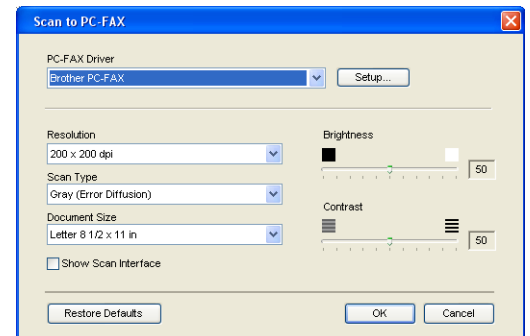 Scan to PC-FAX
PC-FAX Driver
Brother PC-FAX
Setup...
Resolution
200 x 200 dpi
Scan Type
Gray (Error Diffusion)
Document Size
Letter 8 1/2 x 11 in
Show Scan Interface
Brightness
50
Contrast
50
Restore Defaults
OK
Cancel